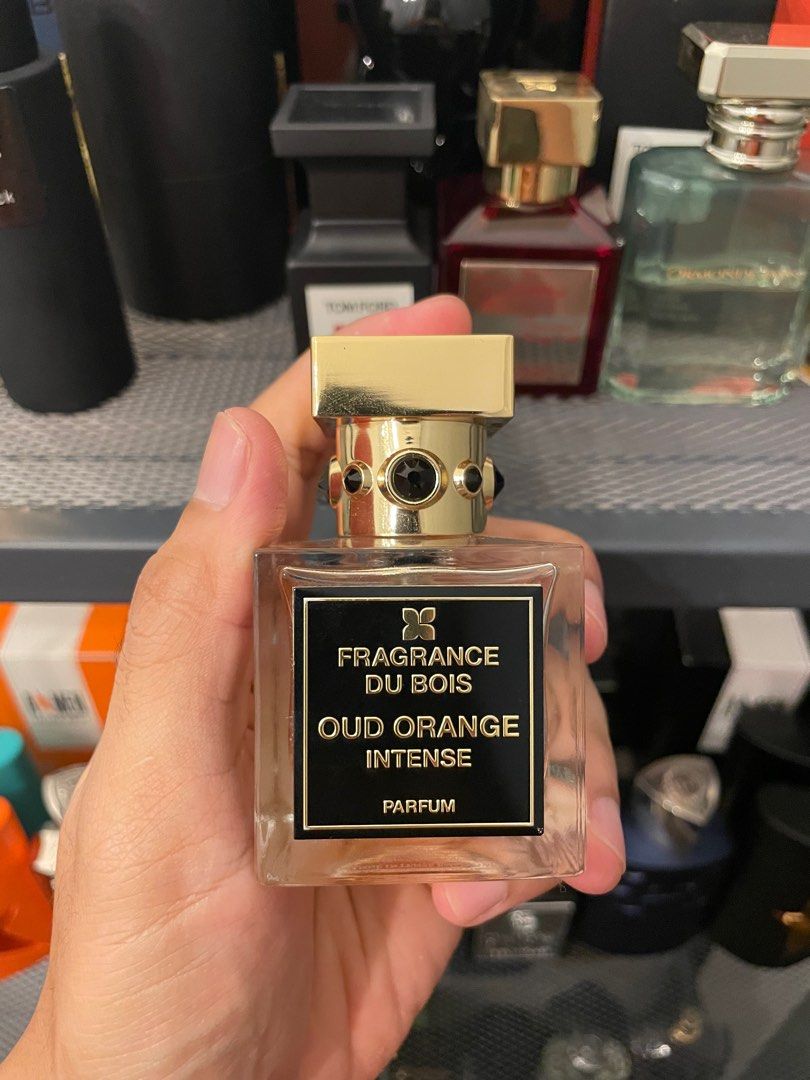 TOM FORD
FRAGRANCE
DU BOIS
OUD ORANGE
INTENSE
PARFUM